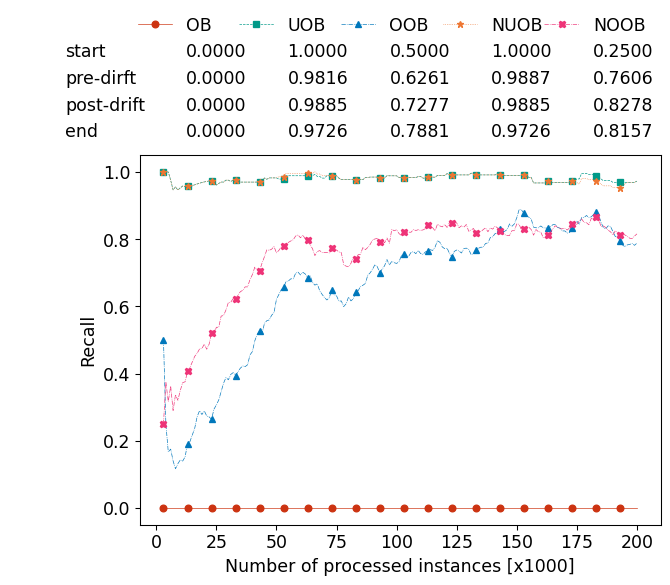 OB UOB OOB NUOB NOOB
start 0.0000 1.0000 0.5000 1.0000 0.2500
pre-dirft 0.0000 0.9816 0.6261 0.9887 0.7606
post-drift 0.0000 0.9885 0.7277 0.9885 0.8278
end 0.0000 0.9726 0.7881 0.9726 0.8157
1.0
0.8
0.6
0.4
0.2
0.0
Recall
0 25 50 75 100 125 150 175 200
Number of processed instances [x1000]